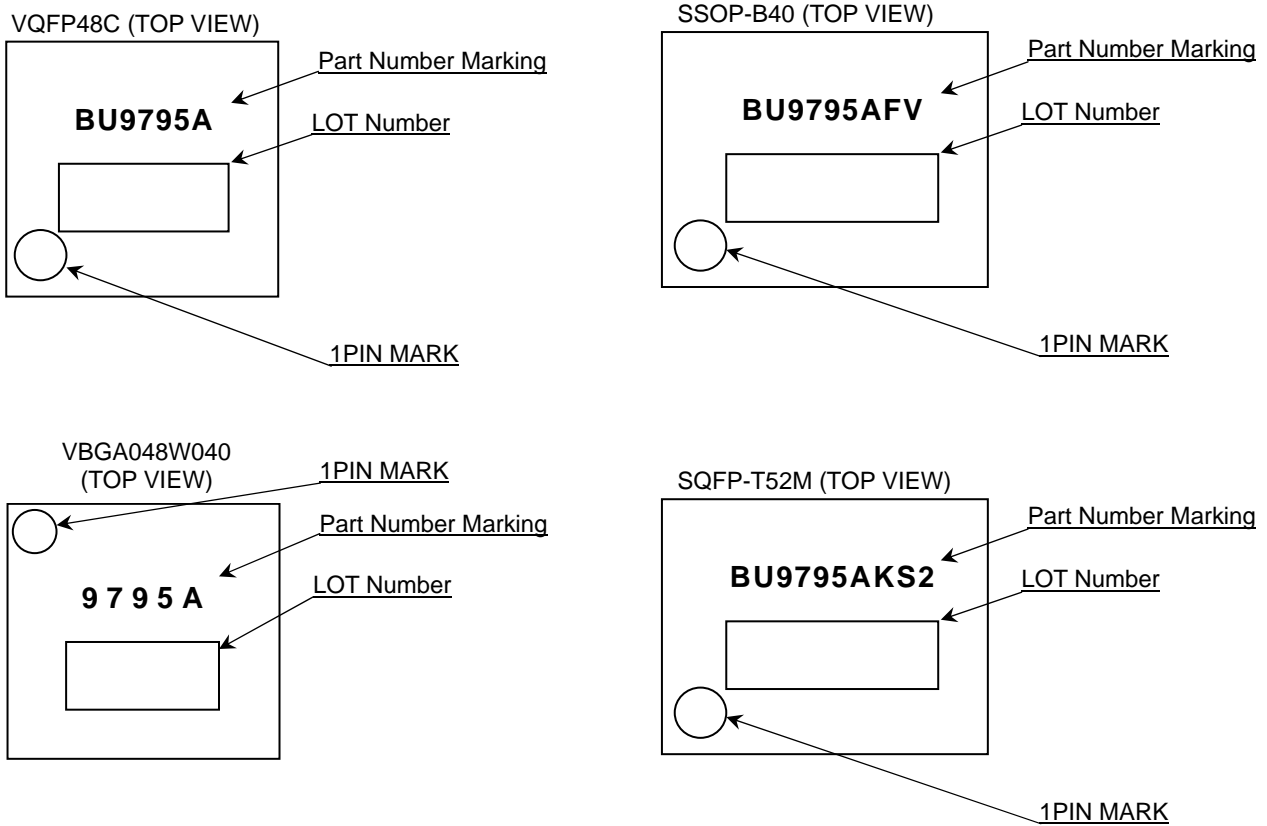 VQFP48C (TOP VIEW)
Part Number Marking
BU9795A
LOT Number
1PIN MARK
SSOP-B40 (TOP VIEW)
Part Number Marking
BU9795AFV
LOT Number
1PIN MARK
VBGA048W040
(TOP VIEW)
1PIN MARK
Part Number Marking
9795A
LOT Number
SQFP-T52M (TOP VIEW)
Part Number Marking
BU9795AKS2
LOT Number
1PIN MARK